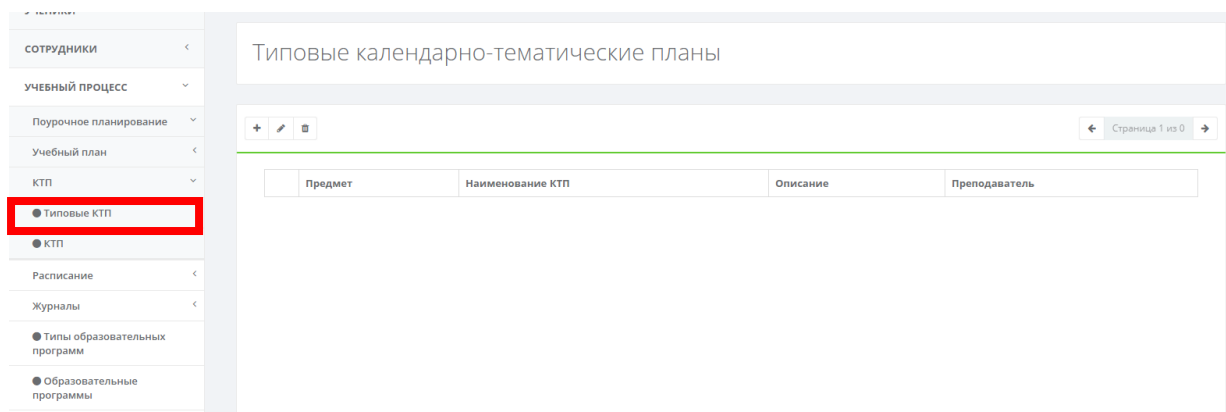 СОТРУДНИКИ
УЧЕБНЫЙ ПРОЦЕСС
Поурочное планирование
Учебный план
КТП
Типовые КТП
КТП
Расписание
Журналы
Типы образовательных
программ
Образовательные
программы
Типовые календарно-тематические планы
Страница 1 из 0
Предмет Наименование КТП Описание Преподаватель